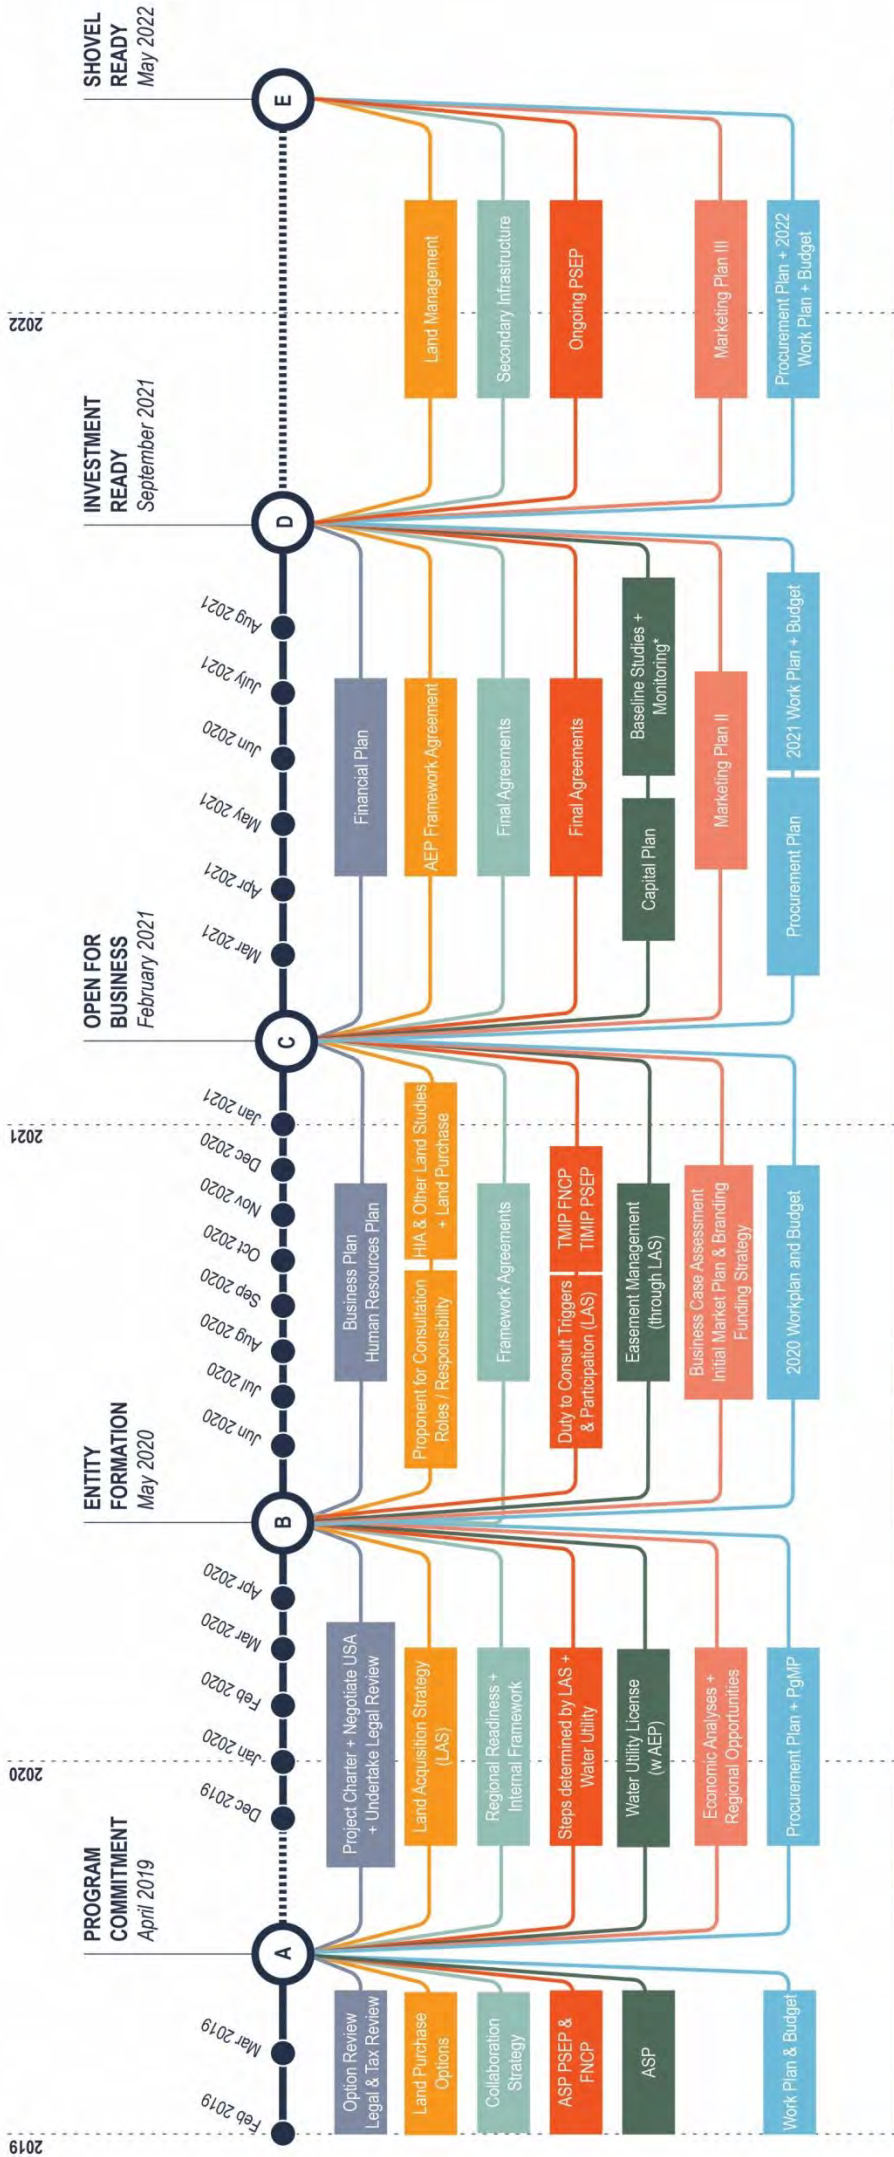 2019
2020
2021
2022
PROGRAM
COMMITMENT
April 2019
ENTITY
FORMATION
May 2020
OPEN FOR
BUSINESS
February 2021
INVESTMENT
READY
September 2021
SHOVEL
READY
May 2022
Feb 2019
Mar 2019
A
Dec 2019
Jan 2020
Feb 2020
Mar 2020
Apr 2020
B
Jun 2020
Jul 2020
Aug 2020
Sep 2020
Oct 2020
Nov 2020
Dec 2020
Jan 2021
C
Mar 2021
Apr 2021
May 2021
Jun 2020
July 2021
Aug 2021
D
E
Option Review
Legal & Tax Review
Project Charter + Negotiate USA
+ Undertake Legal Review
Business Plan
Human Resources Plan
Financial Plan
Land Purchase
Options
Land Acquisition Strategy
(LAS)
Proponent for Consultation
Roles / Responsibility
HIA & Other Land Studies
+ Land Purchase
AEP Framework Agreement
Land Management
Collaboration
Strategy
Regional Readiness +
Internal Framework
Framework Agreements
Final Agreements
Secondary Infrastructure
ASP PSEP &
FNCP
Steps determined by LAS +
Water Utility
Duty to Consult Triggers
& Participation (LAS)
TMIP FNCP
TIMIP PSEP
Final Agreements
Ongoing PSEP
ASP
Water Utility License
(w AEP)
Easement Management
(through LAS)
Capital Plan
Baseline Studies +
Monitoring*
Economic Analyses +
Regional Opportunities
Business Case Assessment
Initial Market Plan & Branding
Funding Strategy
Marketing Plan II
Marketing Plan III
Work Plan & Budget
Procurement Plan + PgMP
2020 Workplan and Budget
Procurement Plan
2021 Work Plan + Budget
Procurement Plan + 2022
Work Plan + Budget